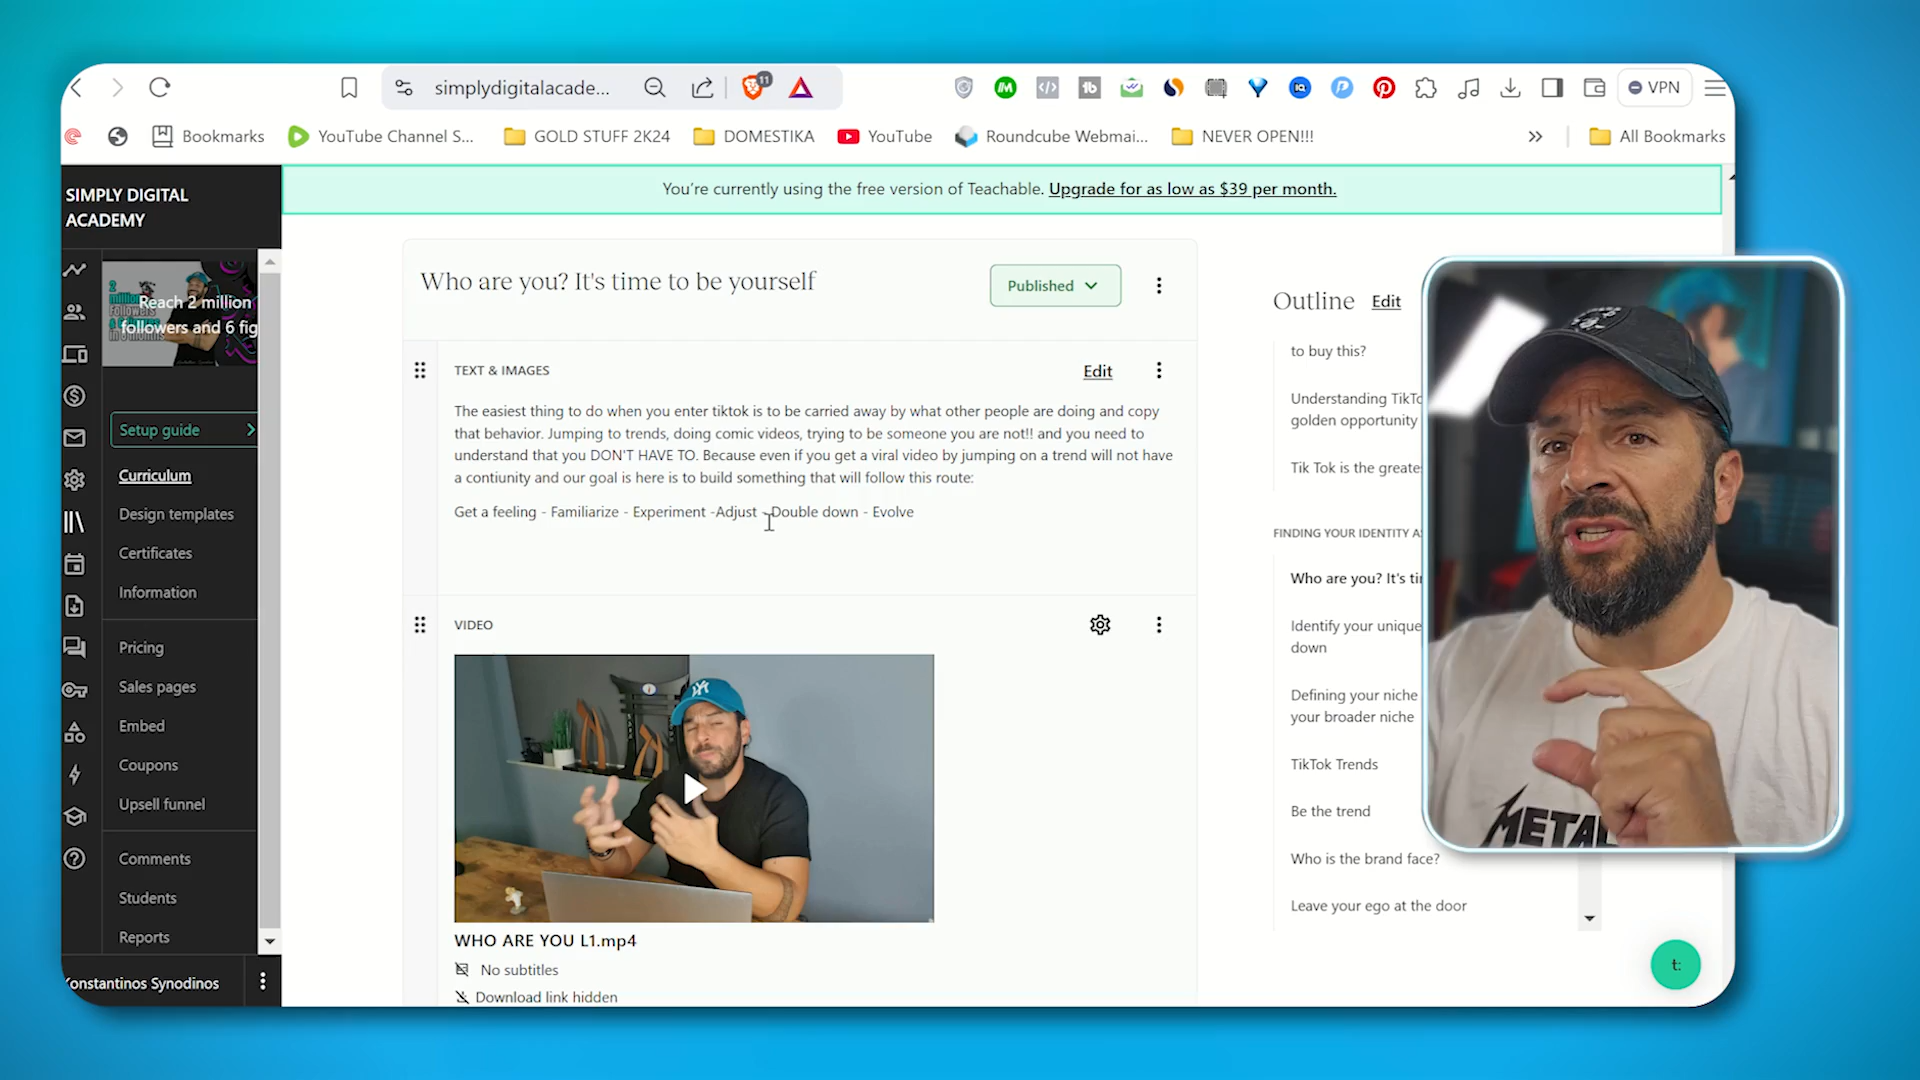 simplydigitalacade...
11
VPN
Bookmarks
YouTube Channel S...
GOLD STUFF 2K24
DOMESTIKA
YouTube
Roundcube Webmai...
NEVER OPEN!!!
All Bookmarks
SIMPLY DIGITAL
ACADEMY
You're currently using the free version of Teachable. Upgrade for as low as $39 per month.
2
million
Followers
Reach 2 million
followers and 6 fig
Setup guide
Curriculum
Design templates
Certificates
Information
Pricing
Sales pages
Embed
Coupons
Upsell funnel
Comments
Students
Reports
Konstantinos Synodinos
Who are you? It's time to be yourself
Published
TEXT & IMAGES
Edit
The easiest thing to do when you enter tiktok is to be carried away by what other people are doing and copy
that behavior. Jumping to trends, doing comic videos, trying to be someone you are not!! and you need to
understand that you DON'T HAVE TO. Because even if you get a viral video by jumping on a trend will not have
a contiunity and our goal is here is to build something that will follow this route:
Get a feeling - Familiarize - Experiment -Adjust - Double down - Evolve
VIDEO
WHO ARE YOU L1.mp4
No subtitles
Download link hidden
Outline
Edit
to buy this?
Understanding TikTo
golden opportunity
Tik Tok is the greate
FINDING YOUR IDENTITY AS
Who are you? It's tir
Identify your unique
down
Defining your niche
your broader niche
TikTok Trends
Be the trend
Who is the brand face?
Leave your ego at the door
METAL
t: